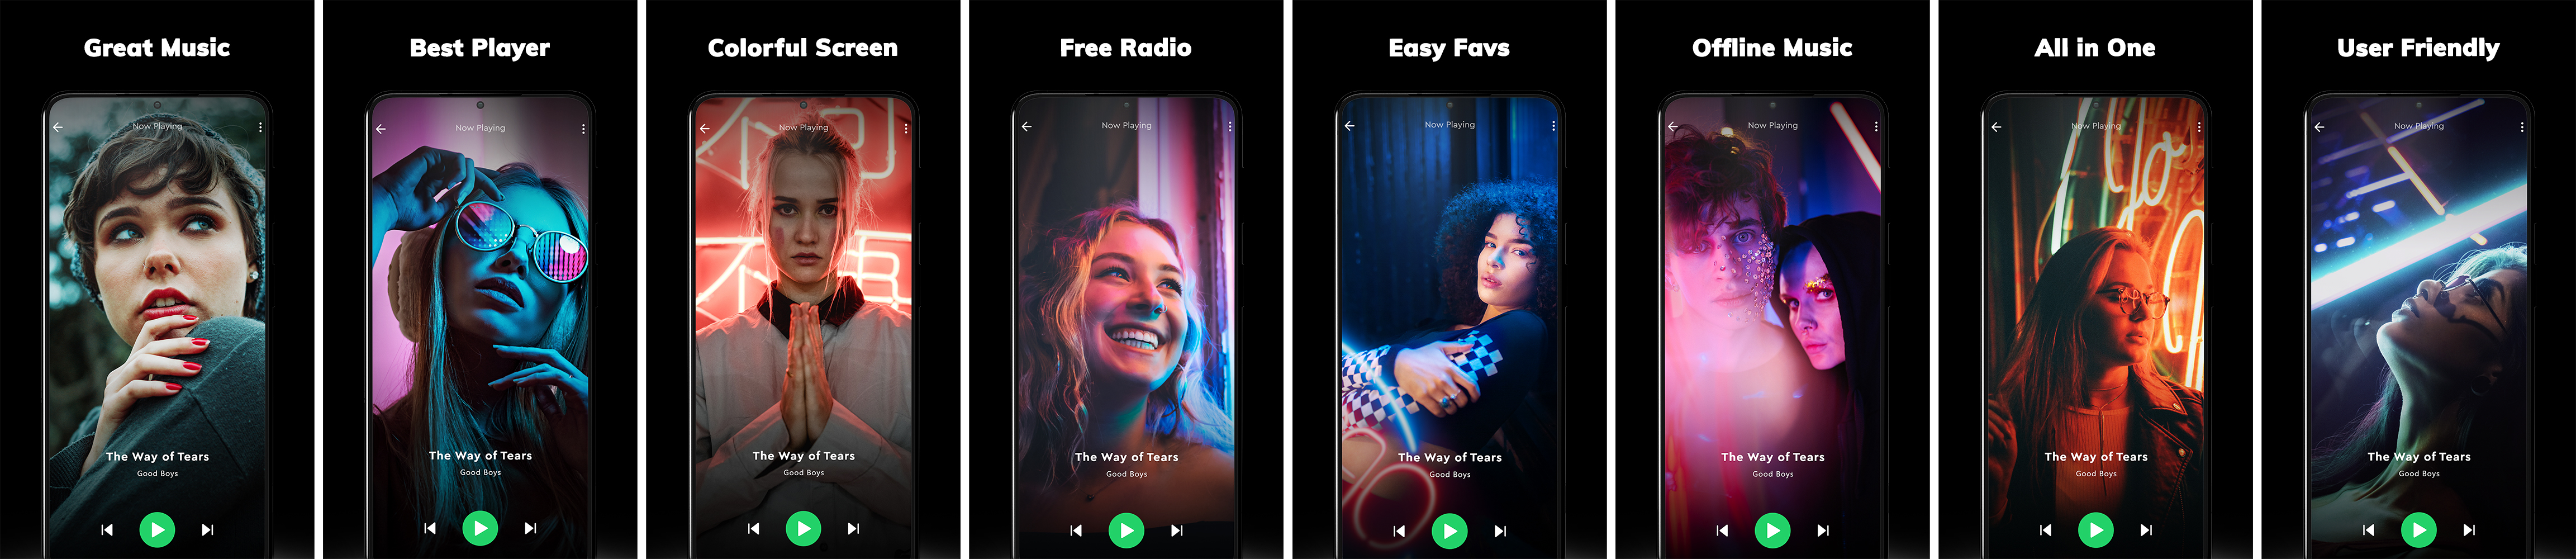 Great Music
Now Playing
The Way of Tears
Good Boys
Best Player
Now Playing
The Way of Tears
Good Boys
Colorful Screen
Now Playing
The Way of Tears
Good Boys
Free Radio
Now Playing
The Way of Tears
Good Boys
Easy Favs
Now Playing
The Way of Tears
Good Boys
Offline Music
Now Playing
The Way of Tears
Good Boys
All in One
Now Playing
The Way of Tears
Good Boys
User Friendly
Now Playing
The Way of Tears
Good Boys